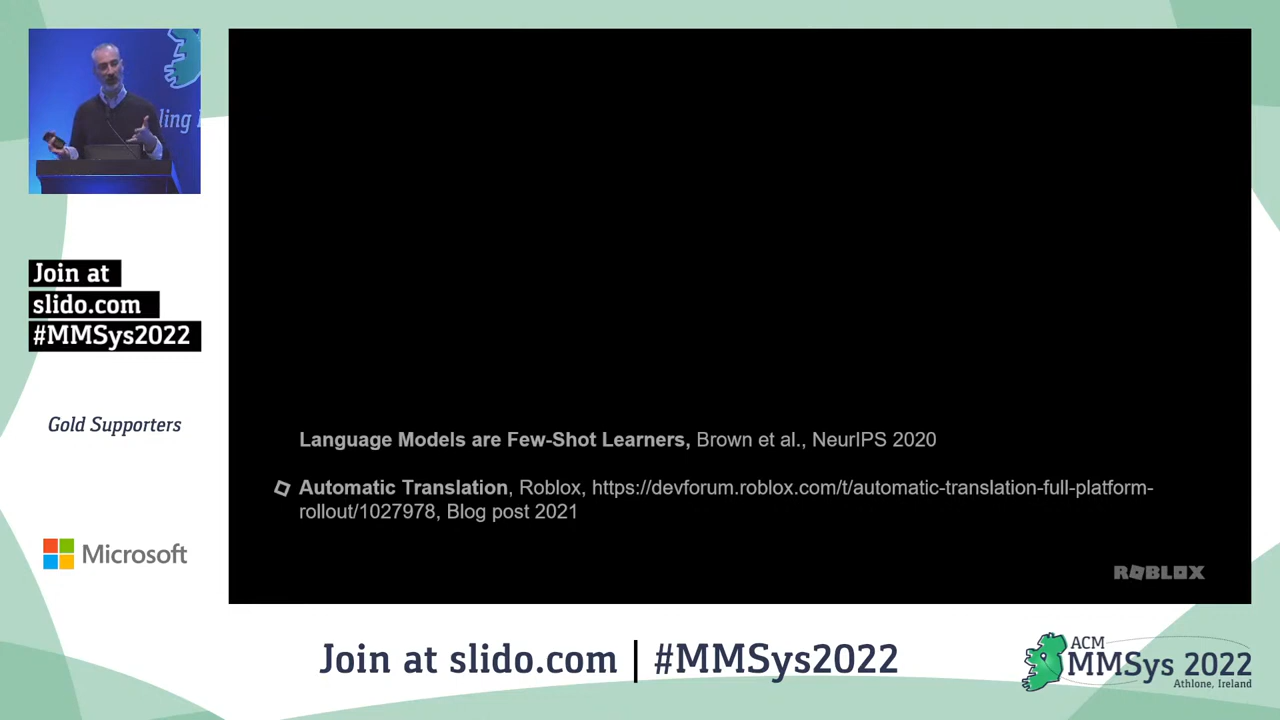 ling
Join at
slido.com
#MMSys2022
Gold Supporters
Microsoft
Language Models are Few-Shot Learners, Brown et al., NeurIPS 2020
Automatic Translation, Roblox, https://devforum.roblox.com/t/automatic-translation-full-platform-
rollout/1027978, Blog post 2021
ROBLOX
Join at slido.com | #MMSys2022
ACM
MMSys 2022
Athlone, Ireland